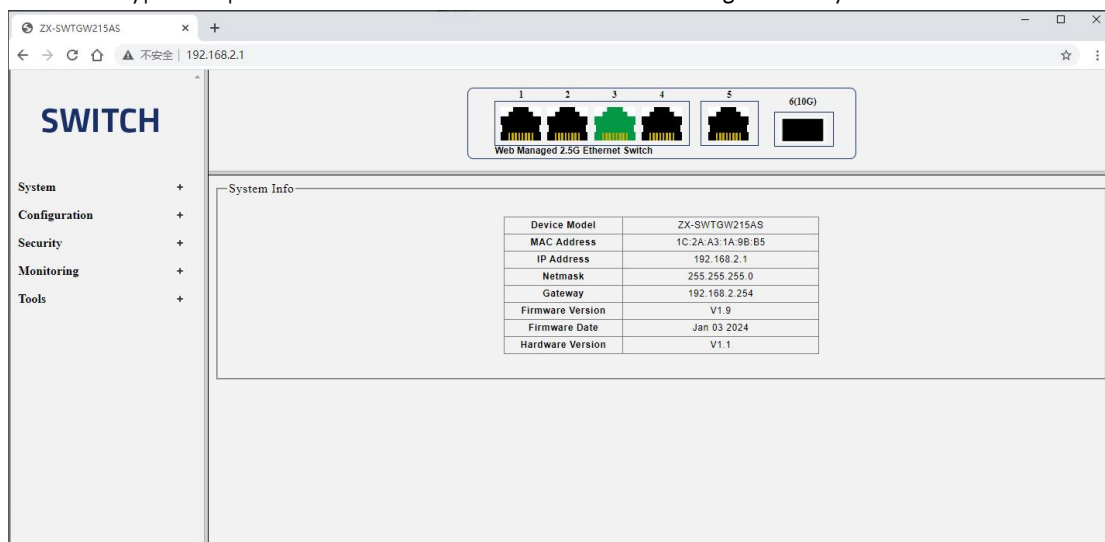 ZX-SWTGW215AS
不安全 | 192.168.2.1
SWITCH
System +
Configuration +
Security +
Monitoring +
Tools +
1 2 3 4 5 6(10G)
Web Managed 2.5G Ethernet Switch
System Info
Device Model ZX-SWTGW215AS
MAC Address 1C:2A:A3:1A:9B:B5
IP Address 192.168.2.1
Netmask 255.255.255.0
Gateway 192.168.2.254
Firmware Version V1.9
Firmware Date Jan 03 2024
Hardware Version V1.1